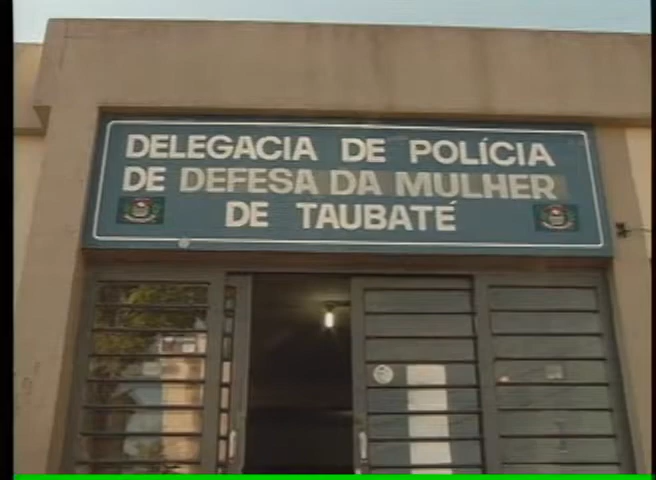 DELEGACIA DE POLÍCIA
DE DEFESA DA MULHER
DE TAUBATÉ